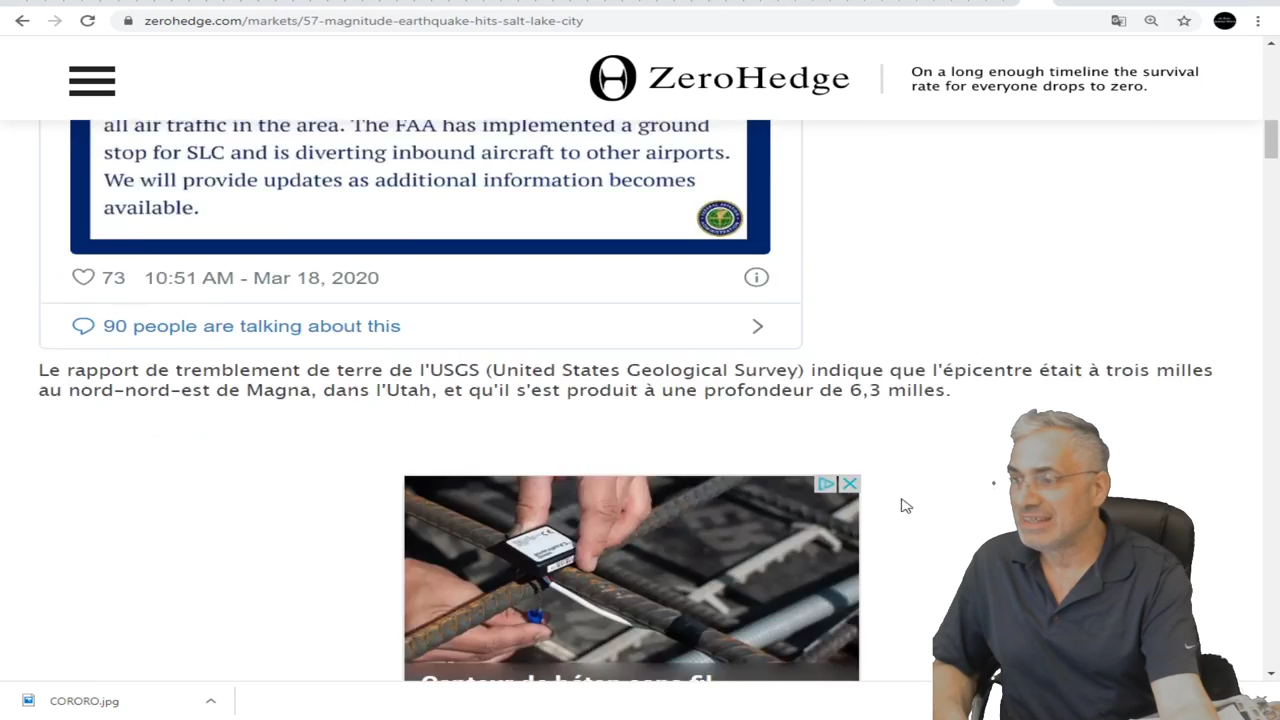 zerohedge.com/markets/57-magnitude-earthquake-hits-salt-lake-city
ZeroHedge
On a long enough timeline the survival
rate for everyone drops to zero.
all air traffic in the area. The FAA has implemented a ground
stop for SLC and is diverting inbound aircraft to other airports.
We will provide updates as additional information becomes
available.
73 10:51 AM - Mar 18, 2020
90 people are talking about this
Le rapport de tremblement de terre de l'USGS (United States Geological Survey) indique que l'épicentre était à trois milles
au nord-nord-est de Magna, dans l'Utah, et qu'il s'est produit à une profondeur de 6,3 milles.
CORORO.jpg